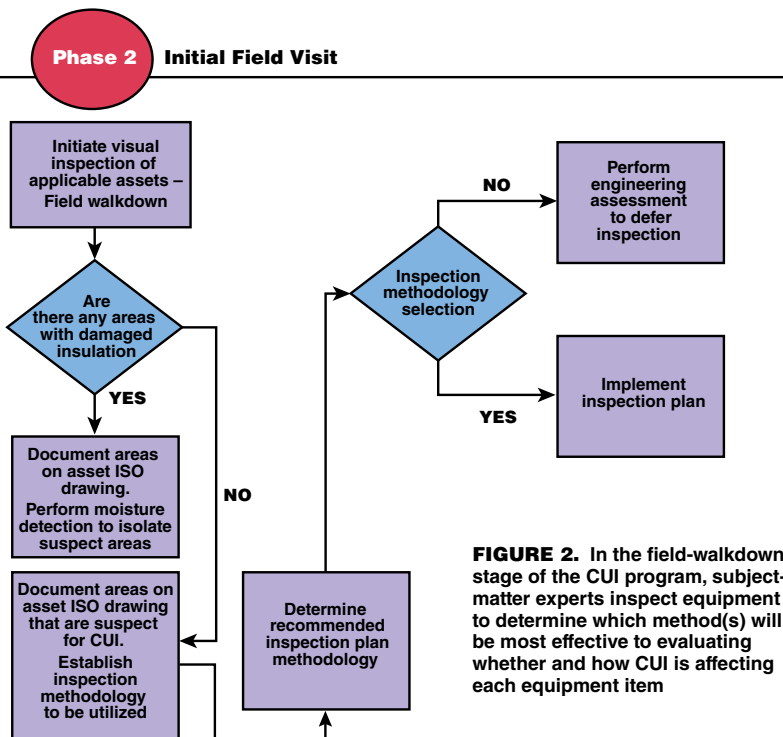 Phase 2
Initial Field Visit
Initiate visual
inspection of
applicable assets –
Field walkdown
Are
there any areas
with damaged
insulation
YES
Document areas
on asset ISO
drawing.
Perform moisture
detection to isolate
suspect areas
NO
Document areas on
asset ISO drawing
that are suspect
for CUI.
Establish
inspection
methodology
to be utilized
Determine
recommended
inspection plan
methodology
Inspection
methodology
selection
NO
Perform
engineering
assessment
to defer
inspection
YES
Implement
inspection plan
FIGURE 2. In the field-walkdown
stage of the CUI program, subject-
matter experts inspect equipment
to determine which method(s) will
be most effective to evaluating
whether and how CUI is affecting
each equipment item